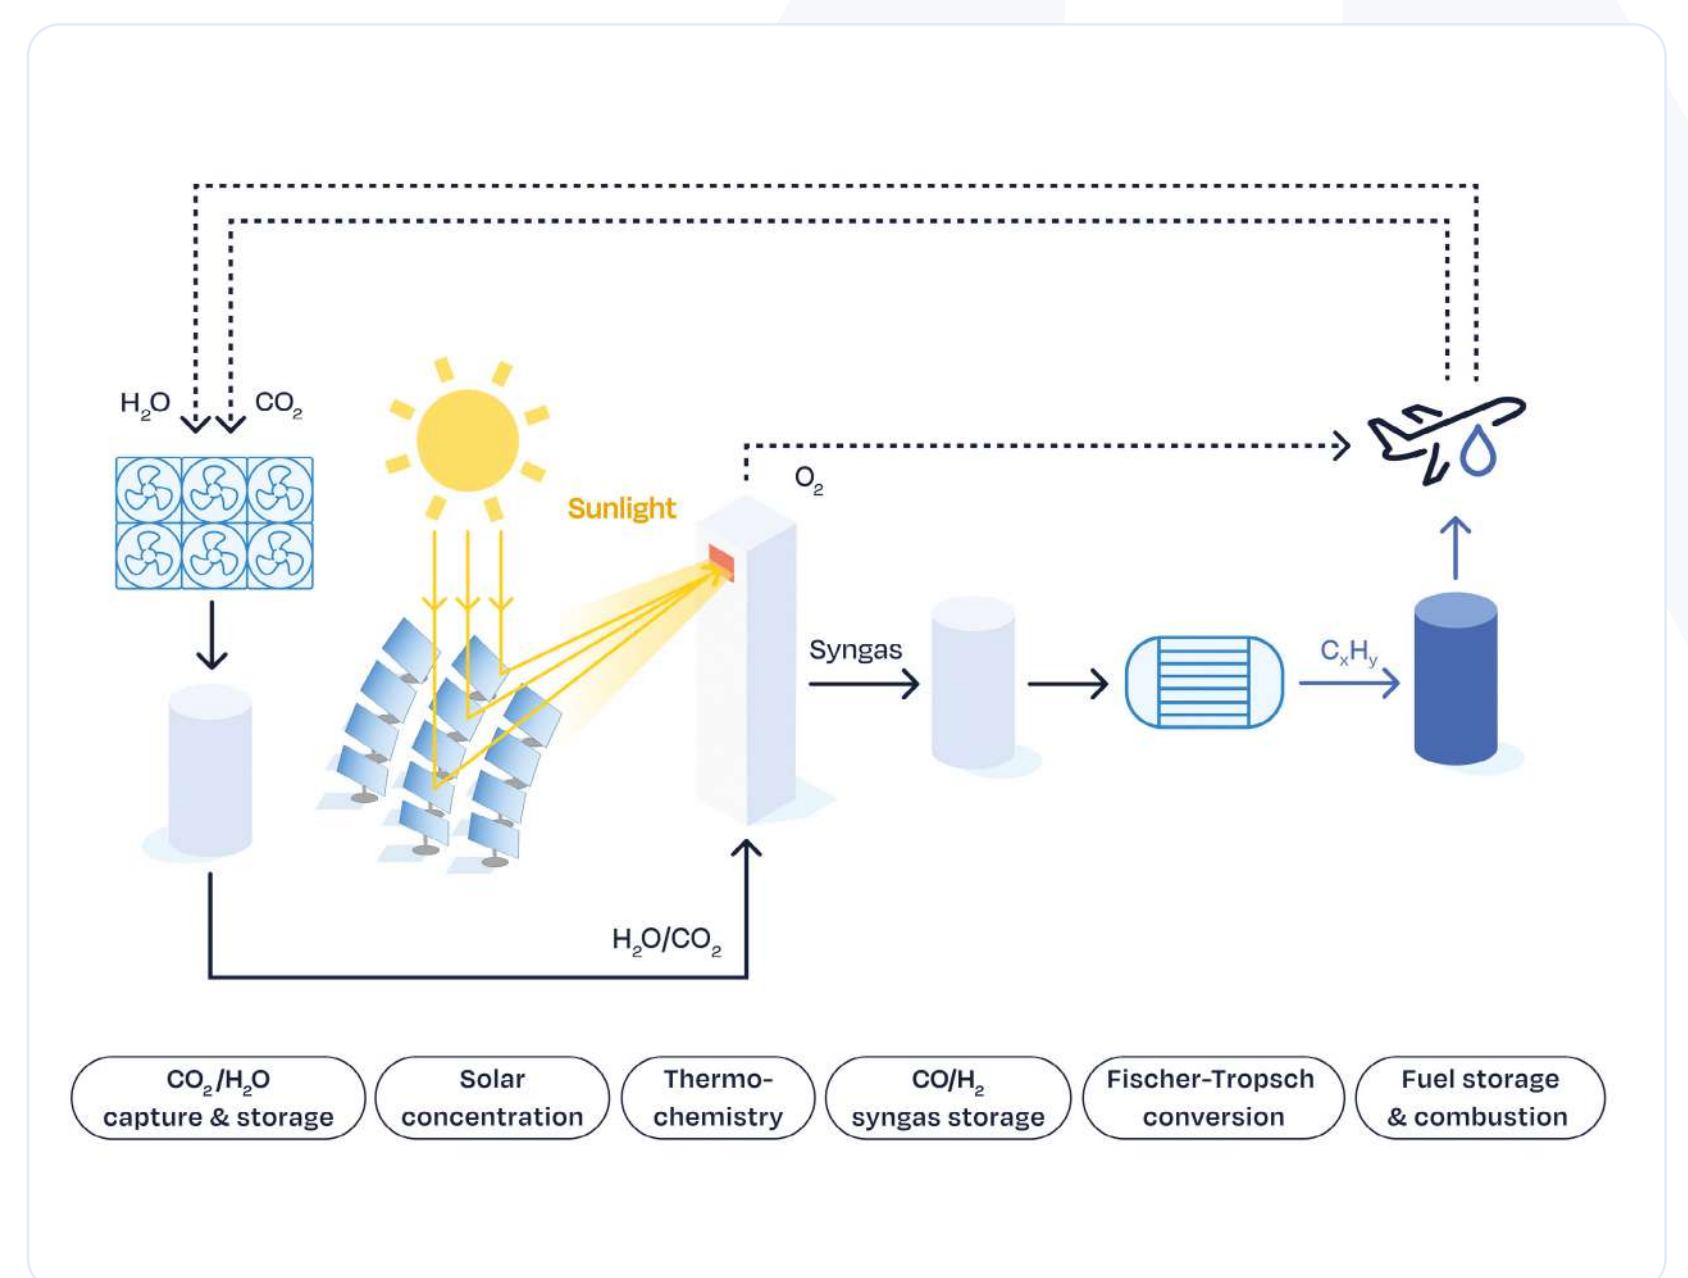 H₂O
CO₂
Sunlight
O₂
Syngas
CₓHᵧ
H₂O/CO₂
CO₂/H₂O
capture & storage
Solar
concentration
Thermo-
chemistry
CO/H₂
syngas storage
Fischer-Tropsch
conversion
Fuel storage
& combustion